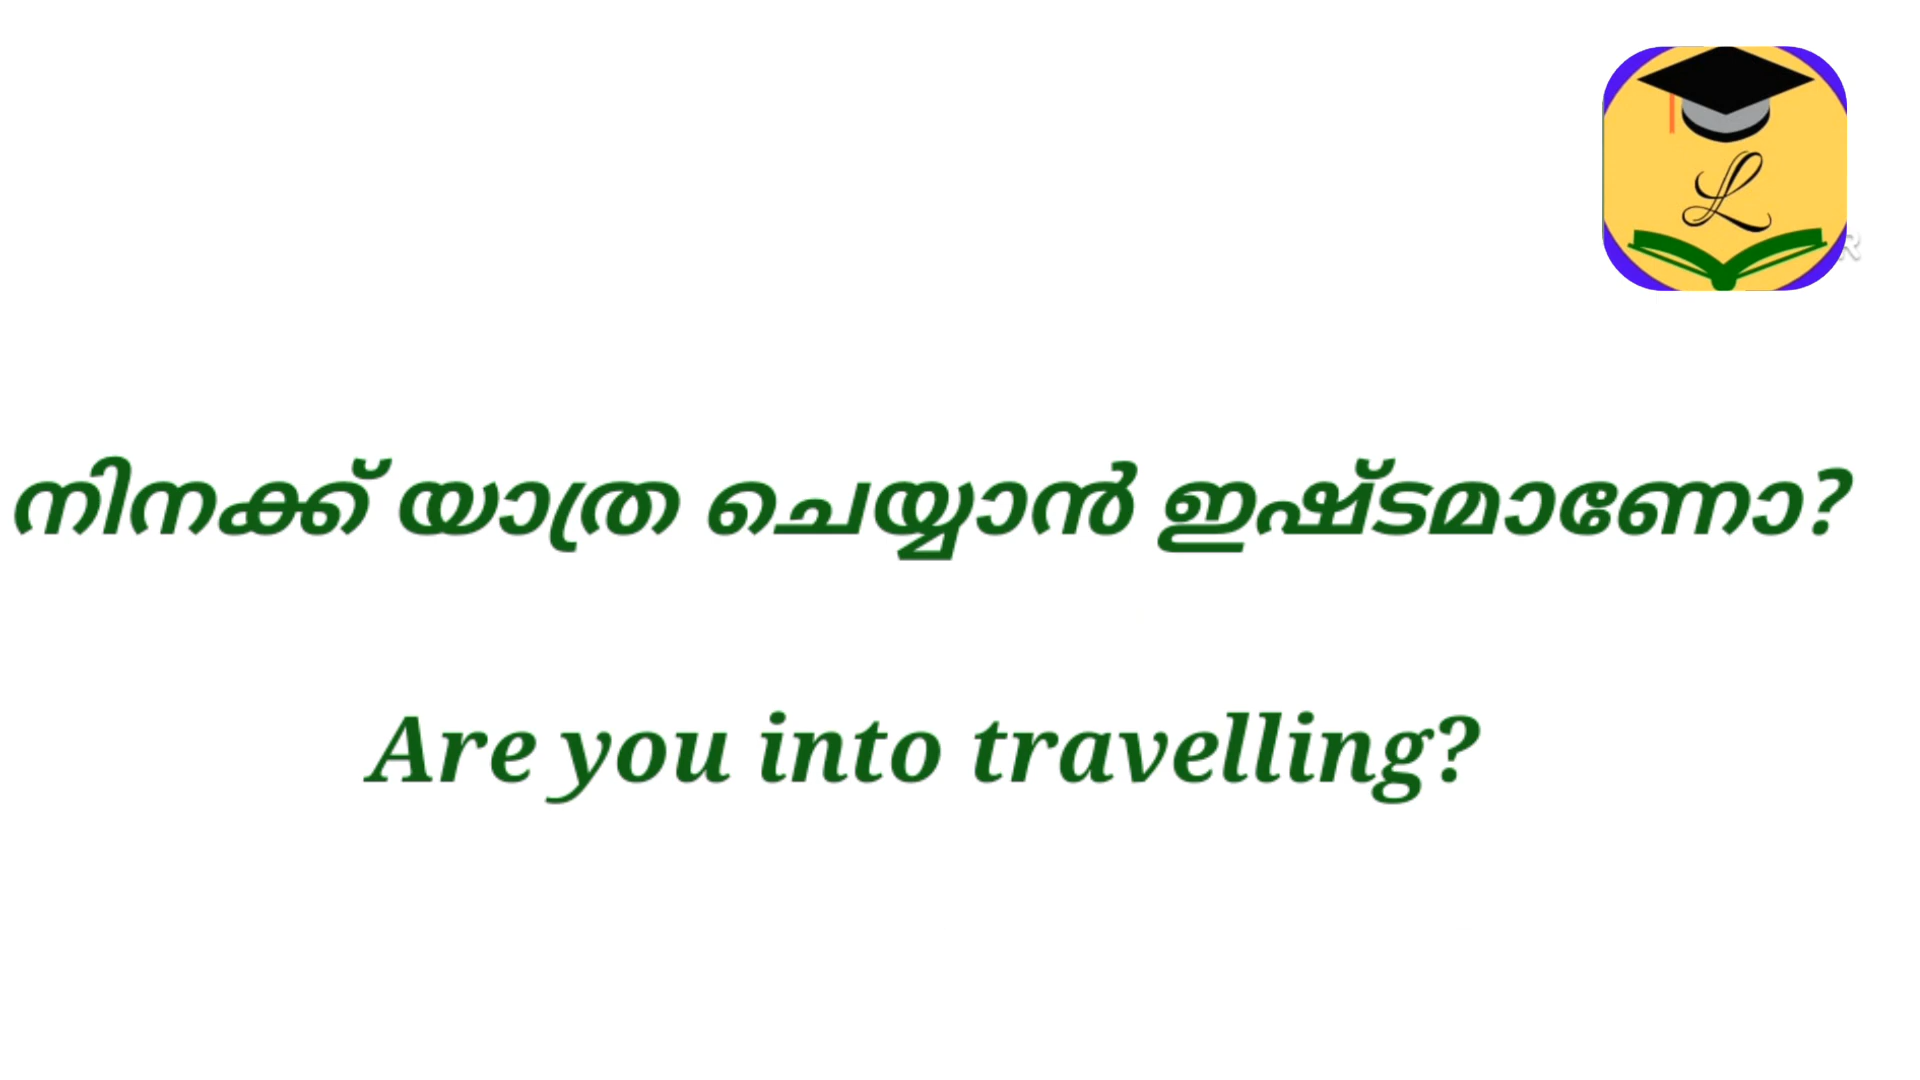 L
നിനക്ക് യാത്ര ചെയ്യാൻ ഇഷ്ടമാണോ?
Are you into travelling?